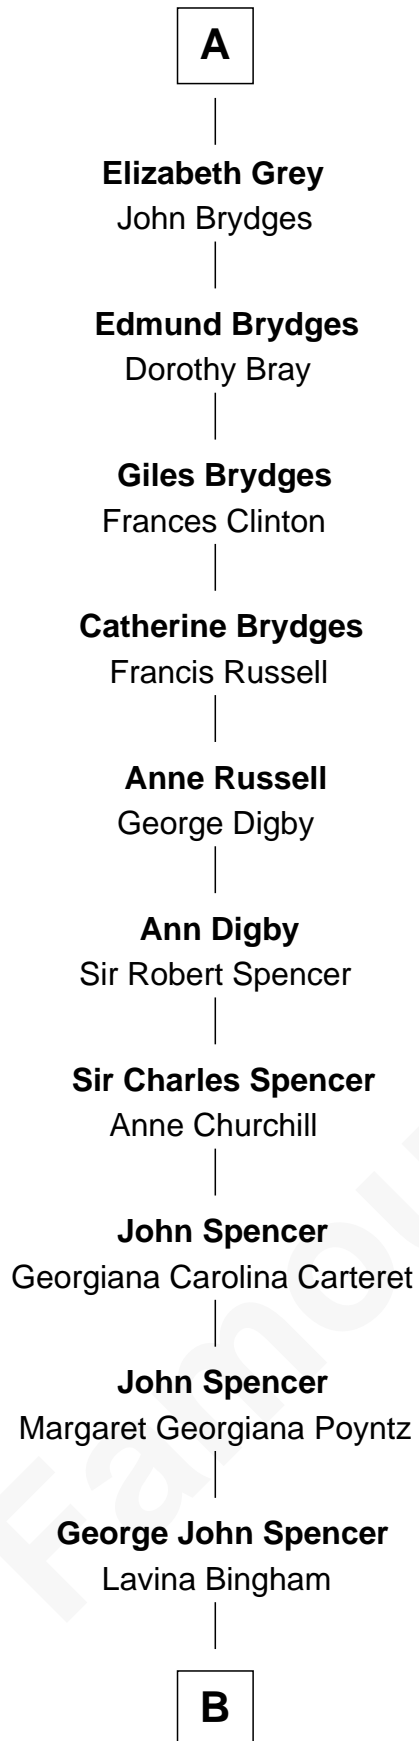 A
Elizabeth Grey
John Brydges
Edmund Brydges
Dorothy Bray
Giles Brydges
Frances Clinton
Catherine Brydges
Francis Russell
Anne Russell
George Digby
Ann Digby
Sir Robert Spencer
Sir Charles Spencer
Anne Churchill
John Spencer
Georgiana Carolina Carteret
John Spencer
Margaret Georgiana Poyntz
George John Spencer
Lavina Bingham
B